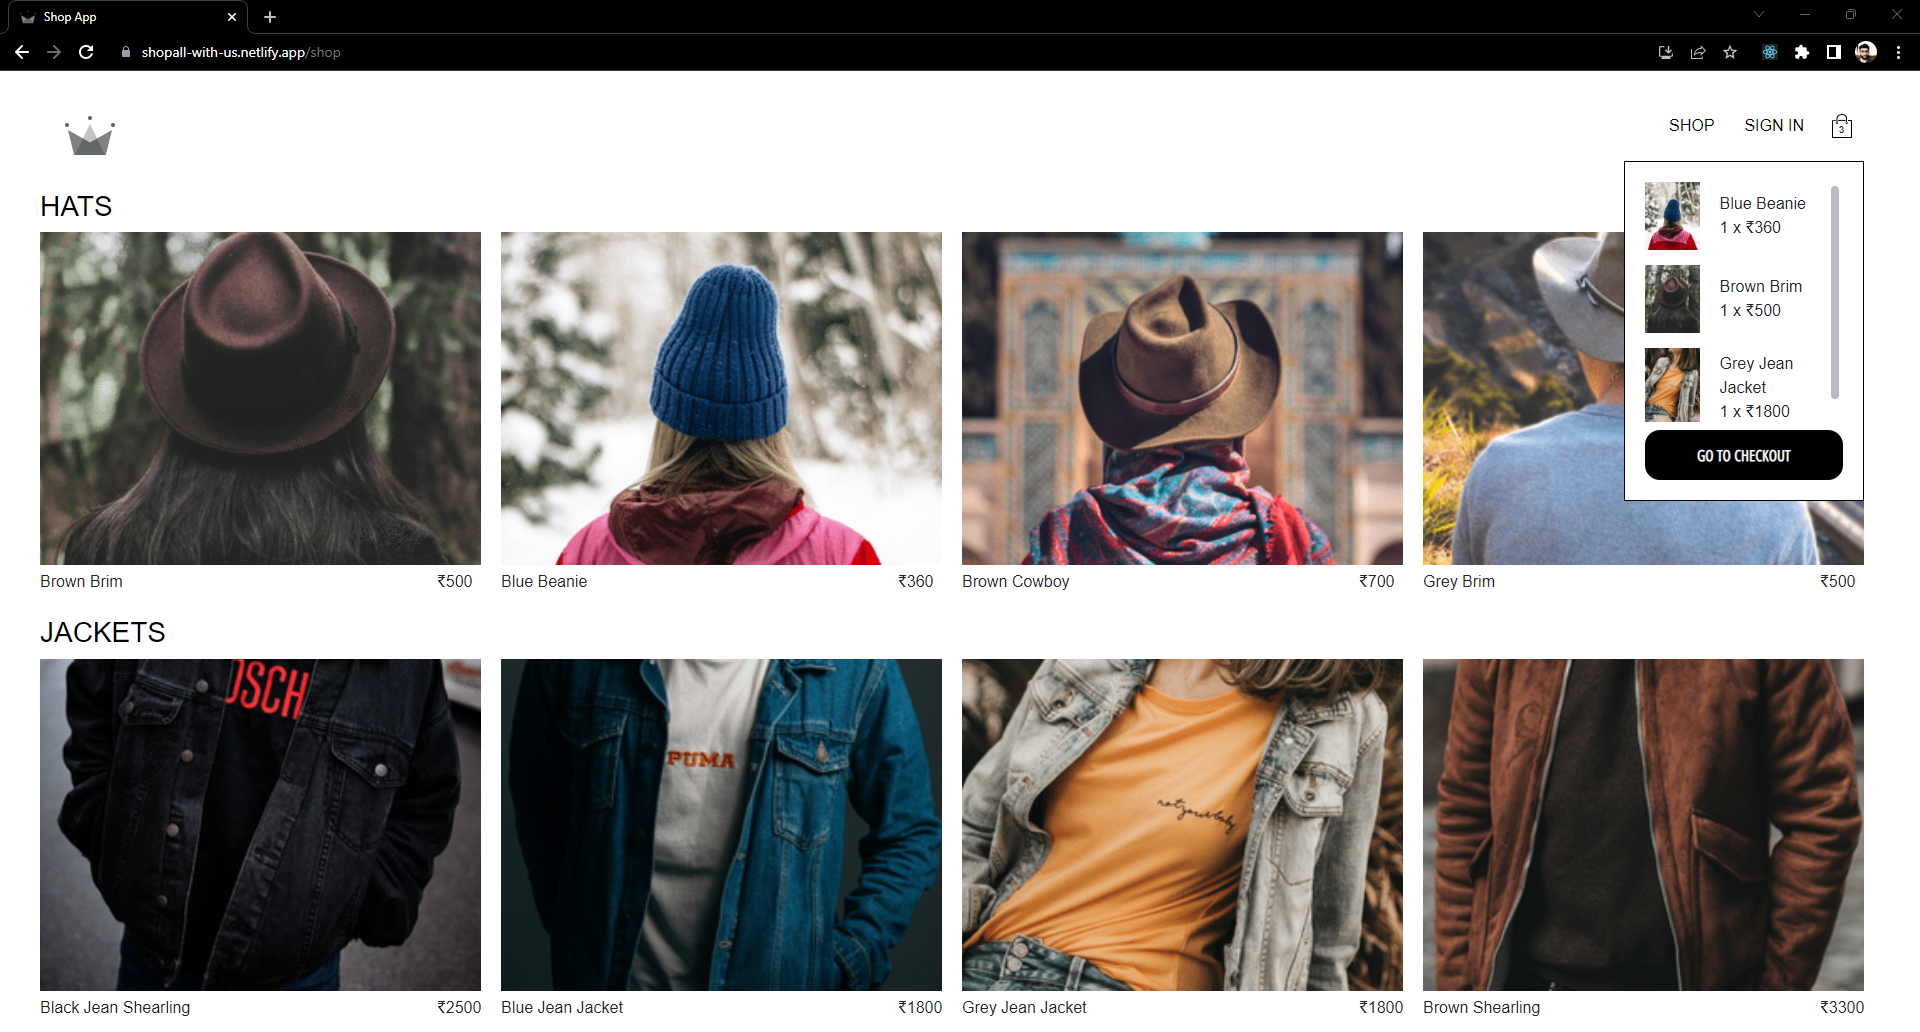 Shop App
shopall-with-us.netlify.app/shop
SHOP
SIGN IN
3
Blue Beanie
1 x ₹360
Brown Brim
1 x ₹500
Grey Jean
Jacket
1 x ₹1800
GO TO CHECKOUT
HATS
Brown Brim ₹500
Blue Beanie ₹360
Brown Cowboy ₹700
Grey Brim ₹500
JACKETS
OSCH
PUMA
notyourbaby
Black Jean Shearling ₹2500
Blue Jean Jacket ₹1800
Grey Jean Jacket ₹1800
Brown Shearling ₹3300